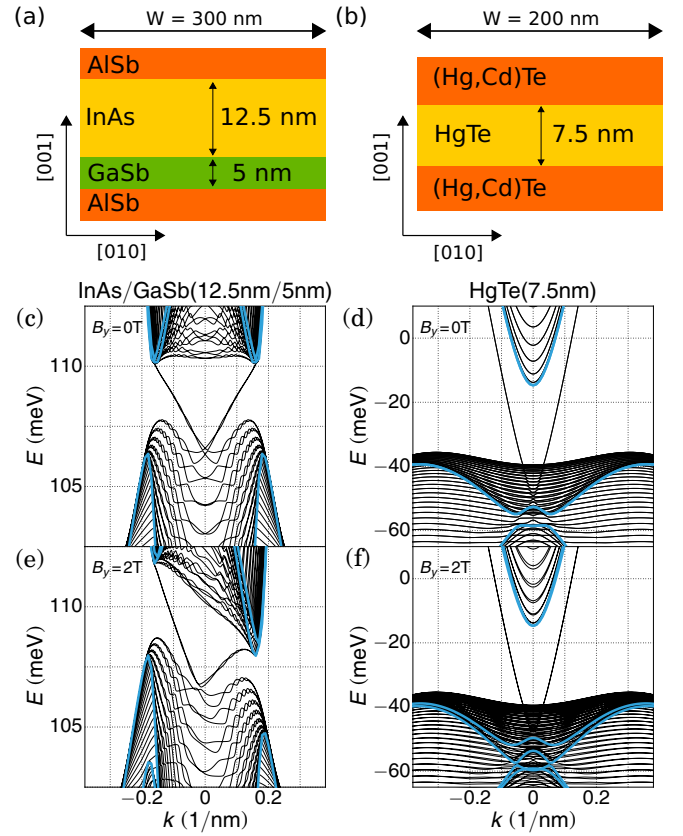 (a)
W = 300 nm
AlSb
InAs
12.5 nm
GaSb
5 nm
AlSb
[001]
[010]
(b)
W = 200 nm
(Hg,Cd)Te
HgTe
7.5 nm
(Hg,Cd)Te
[001]
[010]
InAs/GaSb(12.5nm/5nm)
(c)
B_y=0T
110
105
E (meV)
HgTe(7.5nm)
(d)
B_y=0T
0
−20
−40
−60
E (meV)
(e)
B_y=2T
110
105
E (meV)
−0.2
0
0.2
k (1/nm)
(f)
B_y=2T
0
−20
−40
−60
E (meV)
−0.2
0
0.2
k (1/nm)